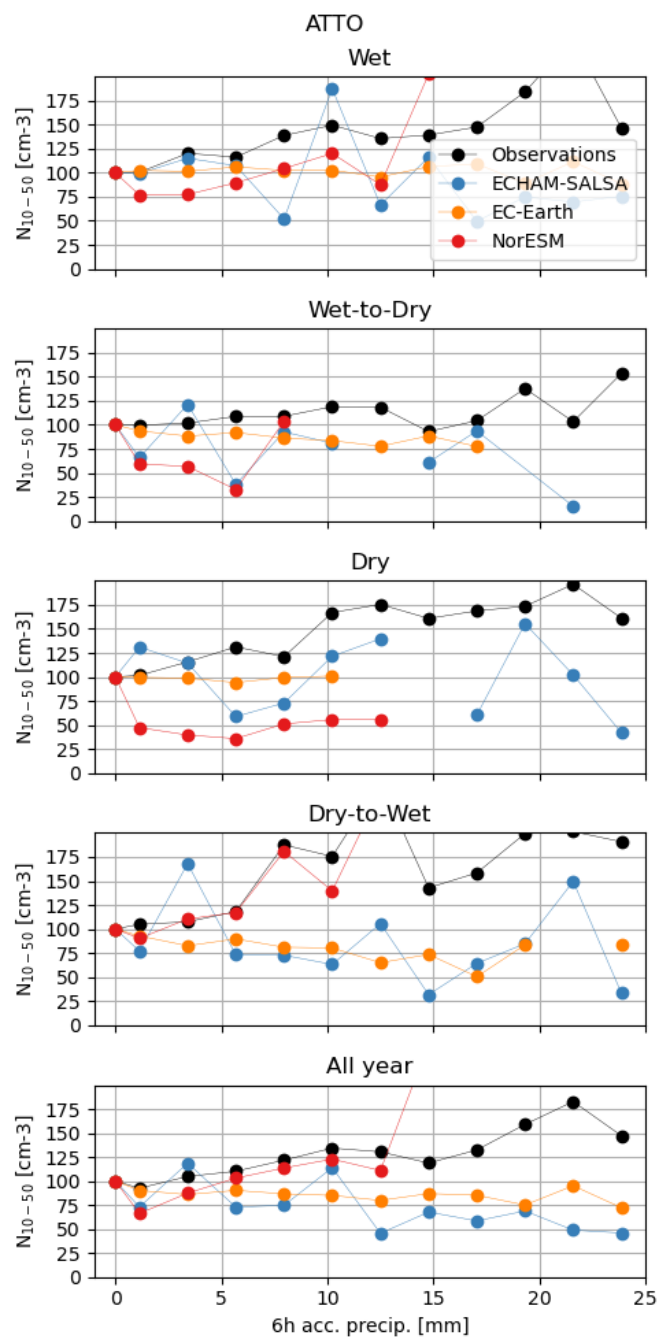 ATTO
Wet
175
150
125
100
75
50
25
0
N10−50 [cm-3]
Observations
ECHAM-SALSA
EC-Earth
NorESM
Wet-to-Dry
175
150
125
100
75
50
25
0
N10−50 [cm-3]
Dry
175
150
125
100
75
50
25
0
N10−50 [cm-3]
Dry-to-Wet
175
150
125
100
75
50
25
0
N10−50 [cm-3]
All year
175
150
125
100
75
50
25
0
N10−50 [cm-3]
0 5 10 15 20 25
6h acc. precip. [mm]